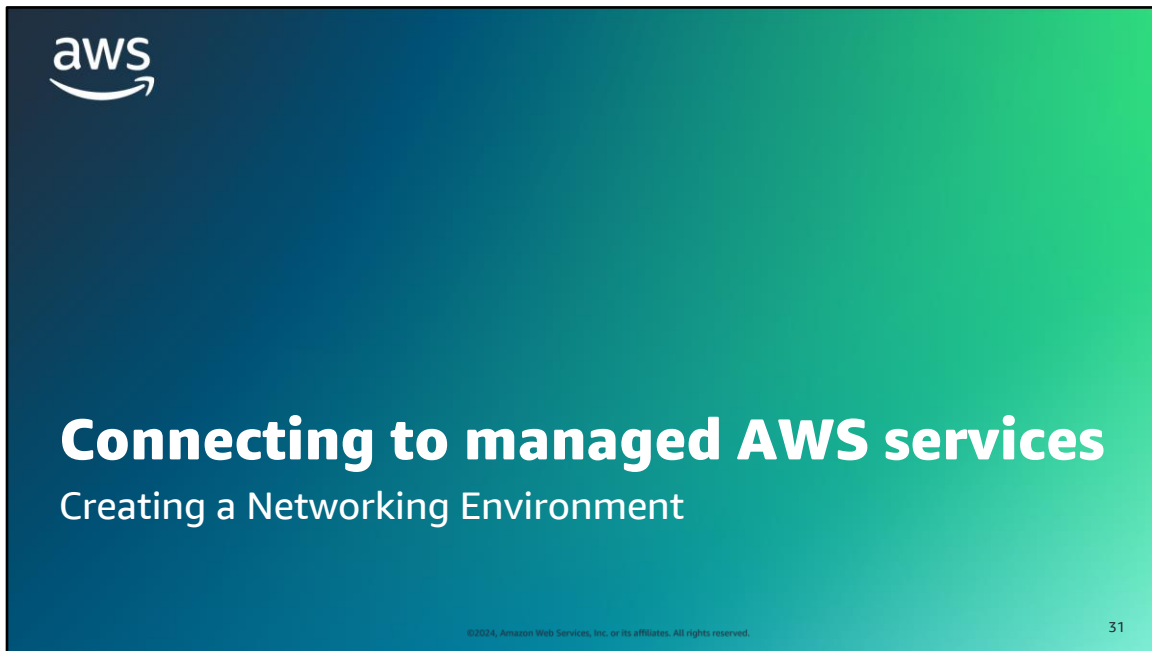 aws
Connecting to managed AWS services
Creating a Networking Environment
©2024, Amazon Web Services, Inc. or its affiliates. All rights reserved.
31